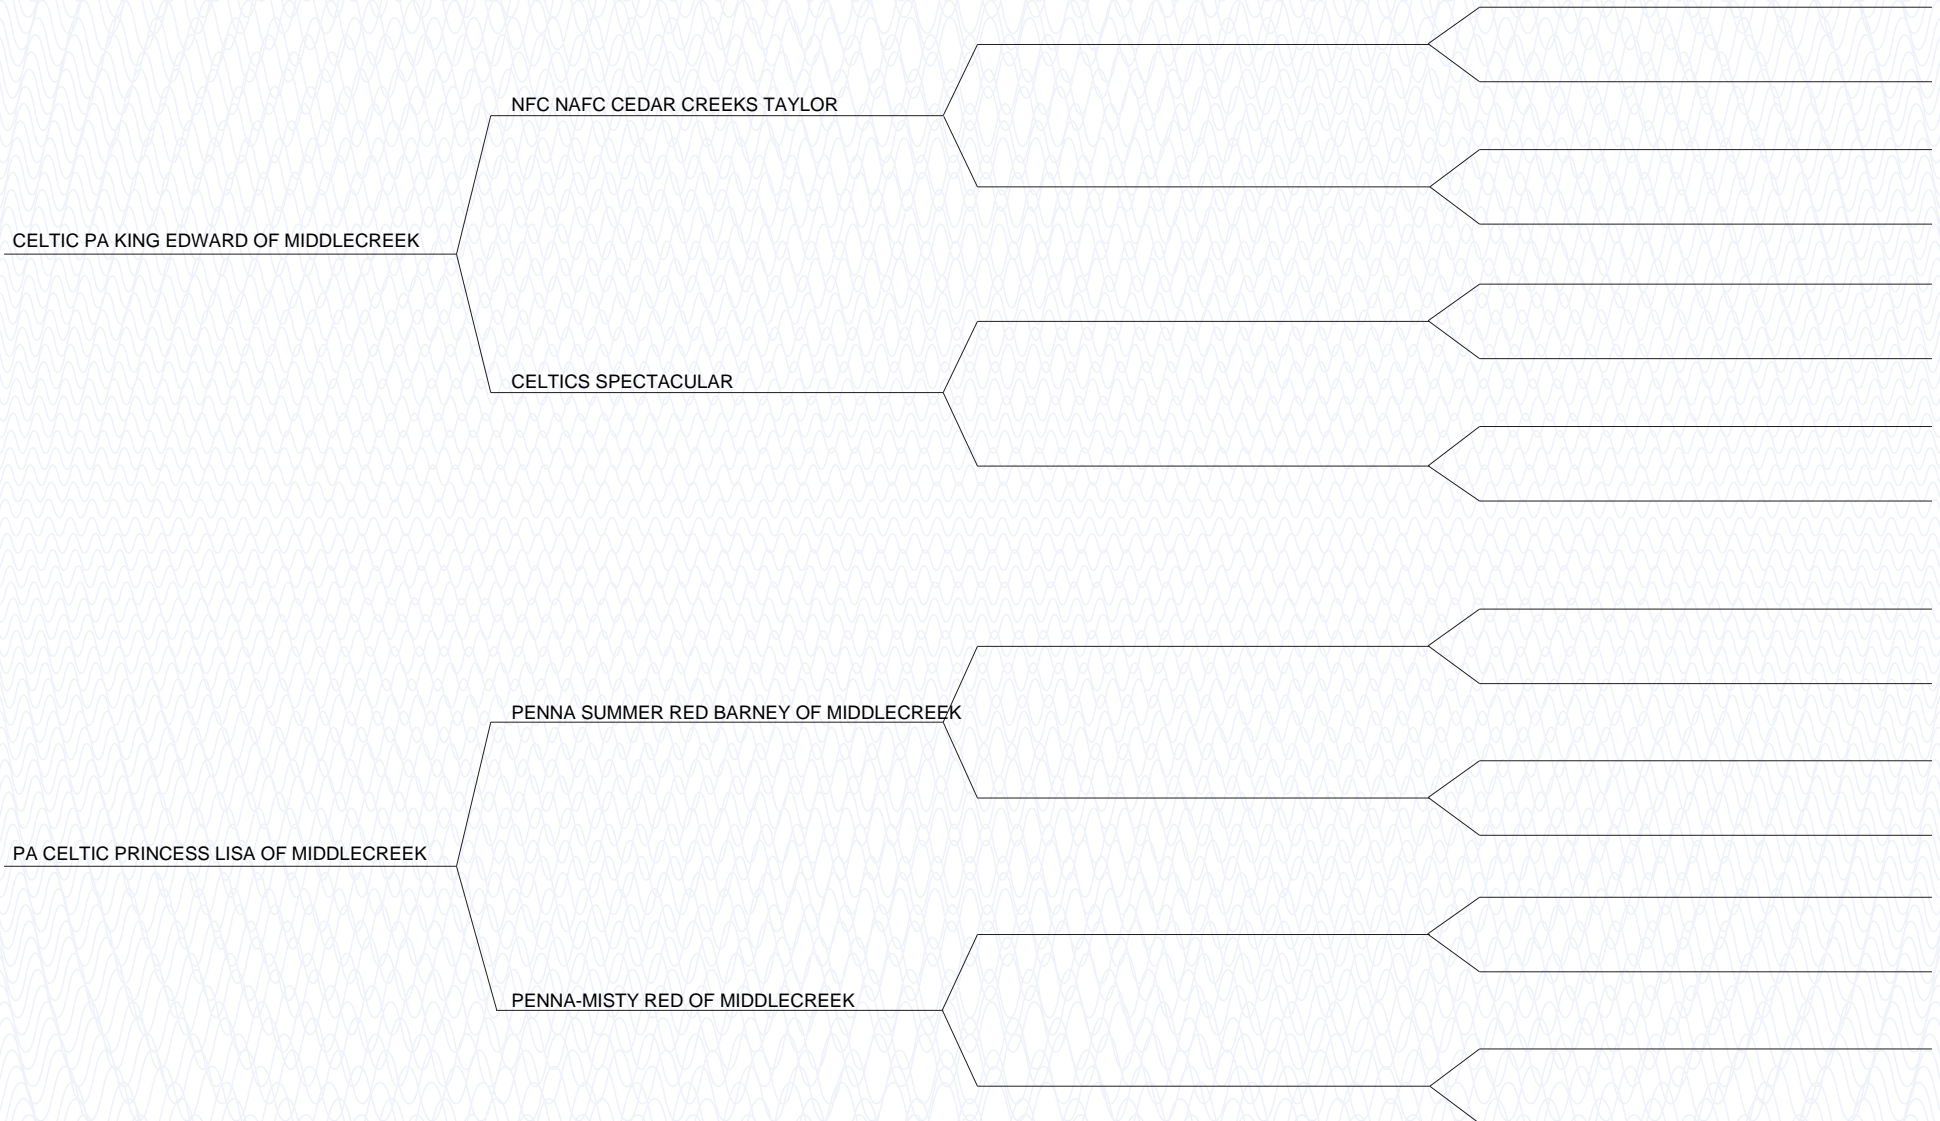 NFC NAFC CEDAR CREEKS TAYLOR
CELTIC PA KING EDWARD OF MIDDLECREEK
CELTICS SPECTACULAR
PENNA SUMMER RED BARNEY OF MIDDLECREEK
PA CELTIC PRINCESS LISA OF MIDDLECREEK
PENNA-MISTY RED OF MIDDLECREEK